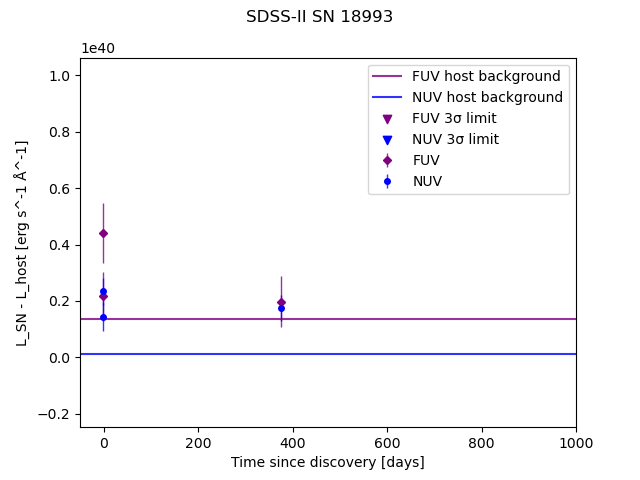 SDSS-II SN 18993
1e40
FUV host background
NUV host background
FUV 3σ limit
NUV 3σ limit
FUV
NUV
1.0
0.8
0.6
0.4
0.2
0.0
−0.2
L_SN - L_host [erg s^-1 Å^-1]
0 200 400 600 800 1000
Time since discovery [days]